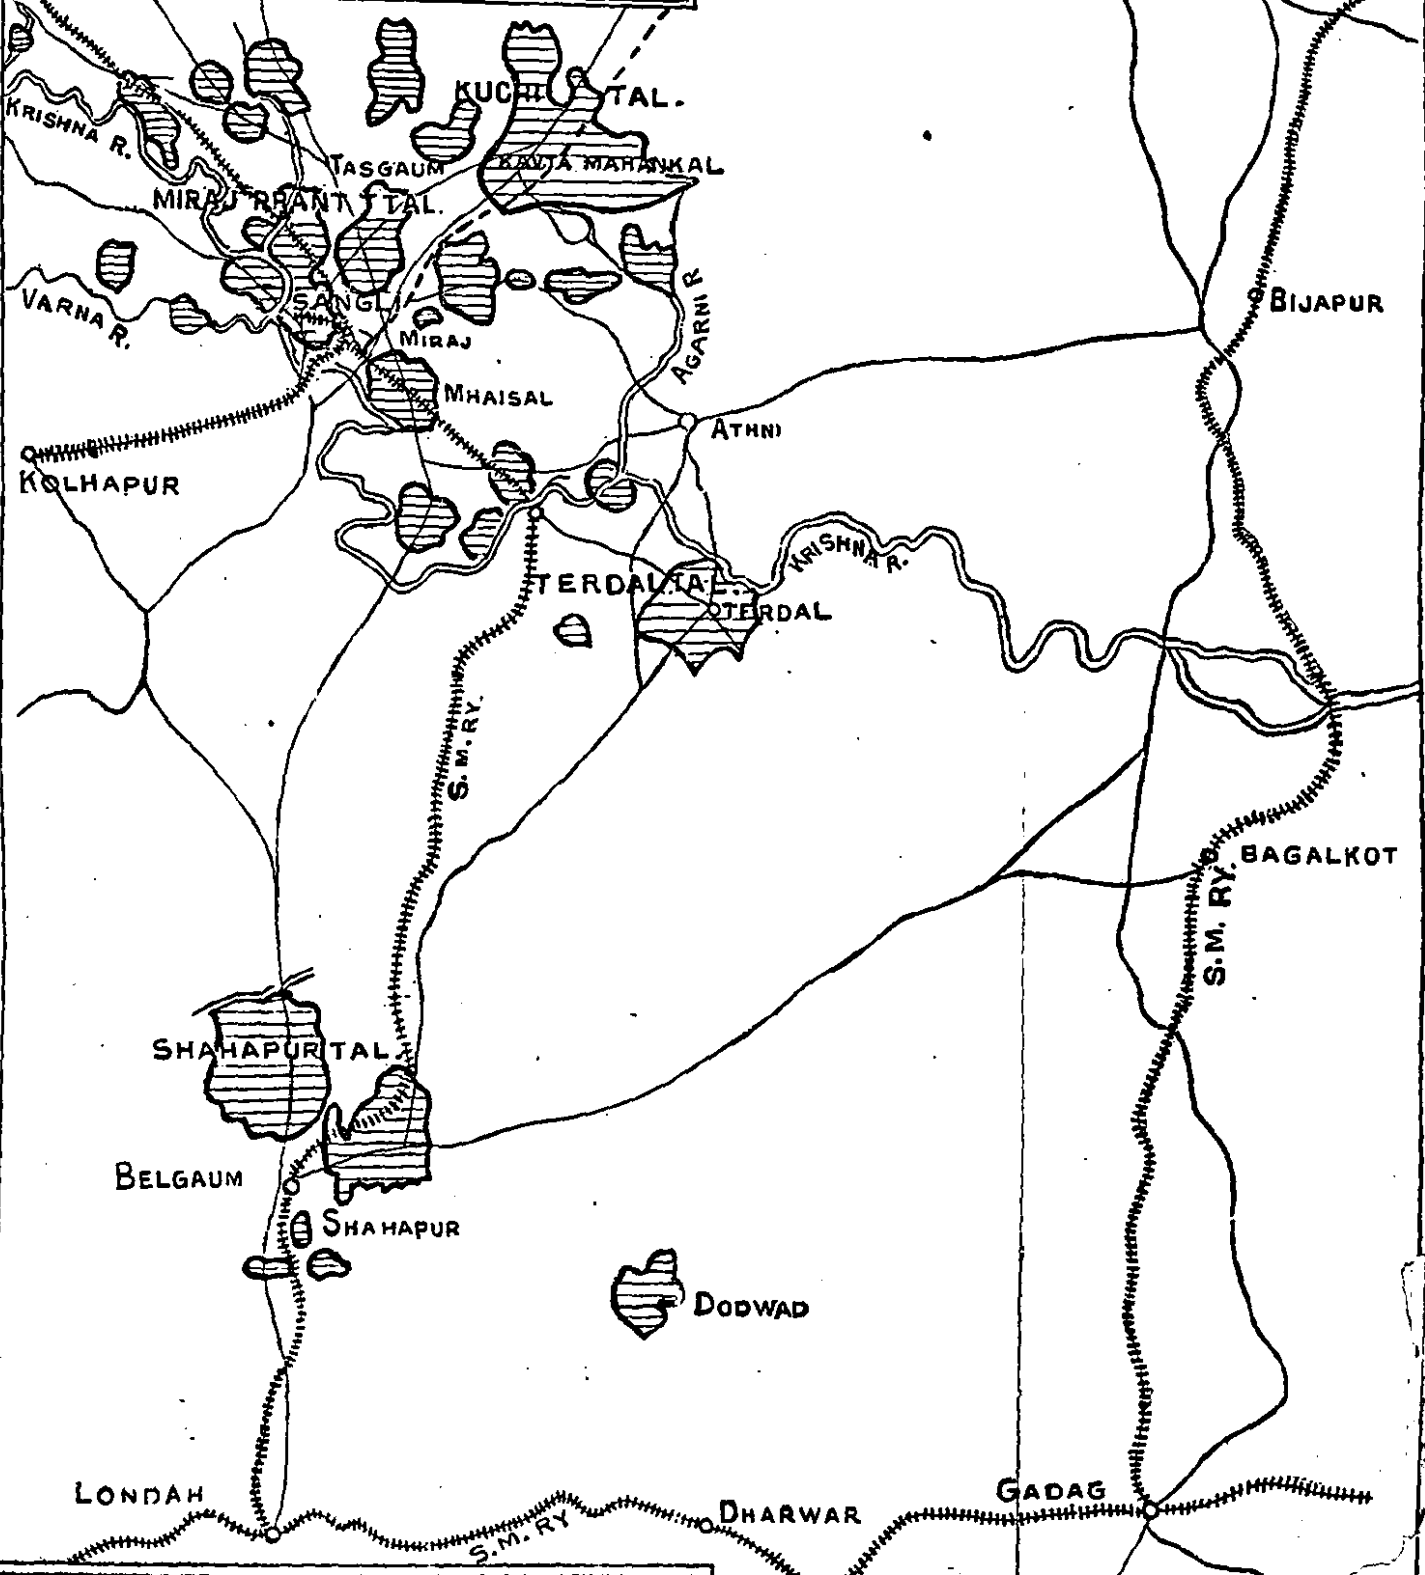 KUCHI TAL.
KRISHNA R.
TASGAUM
KAVTA MAHANKAL
MIRAJ PRANT TAL.
VARNA R.
SANGLI
AGARNI R
BIJAPUR
MIRAJ
MHAISAL
ATHNI
KOLHAPUR
KRISHNA R.
TERDAL TAL.
TERDAL
S.M.RY.
BAGALKOT
S.M. RY.
SHAHAPUR TAL.
BELGAUM
SHAHAPUR
DODWAD
LONDAH
GADAG
DHARWAR
S.M.RY